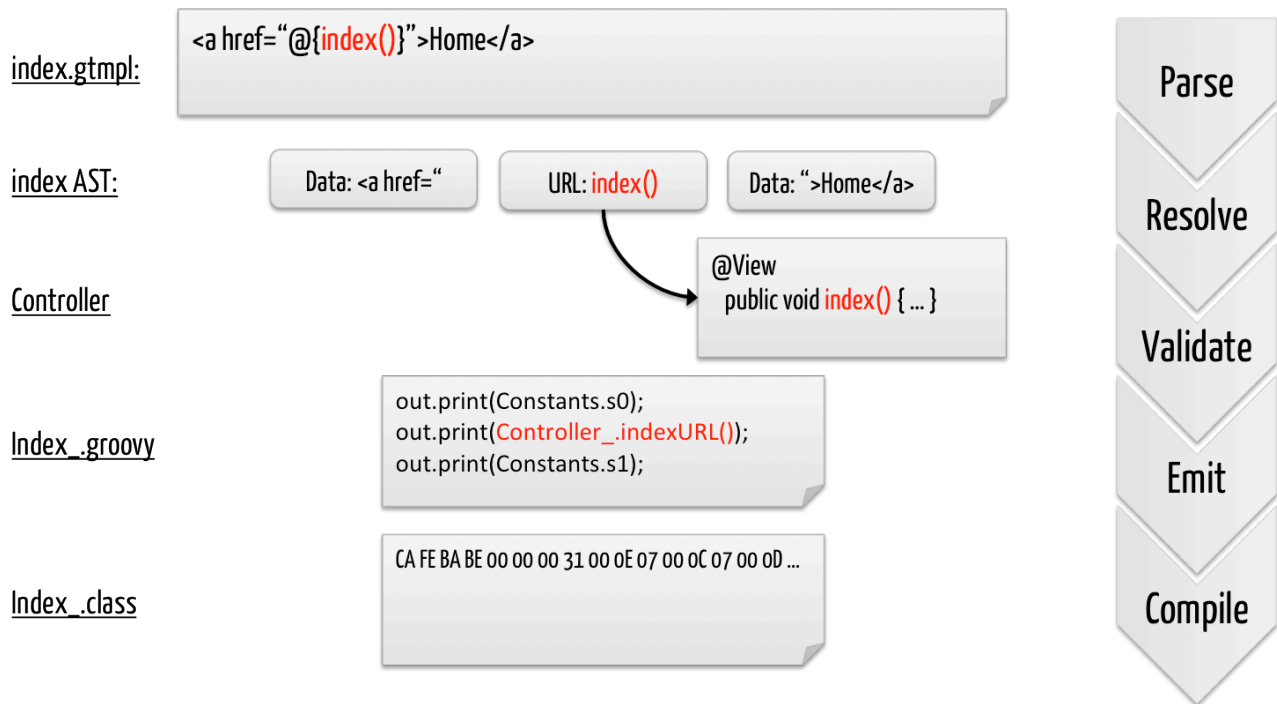 index.gtmpl:
<a href=“@{index()}”>Home</a>
index AST:
Data: <a href=“
URL: index()
Data: “>Home</a>
Controller
@View
public void index() { ... }
Index_.groovy
out.print(Constants.s0);
out.print(Controller_.indexURL());
out.print(Constants.s1);
Index_.class
CA FE BA BE 00 00 00 31 00 0E 07 00 0C 07 00 0D ...
Parse
Resolve
Validate
Emit
Compile